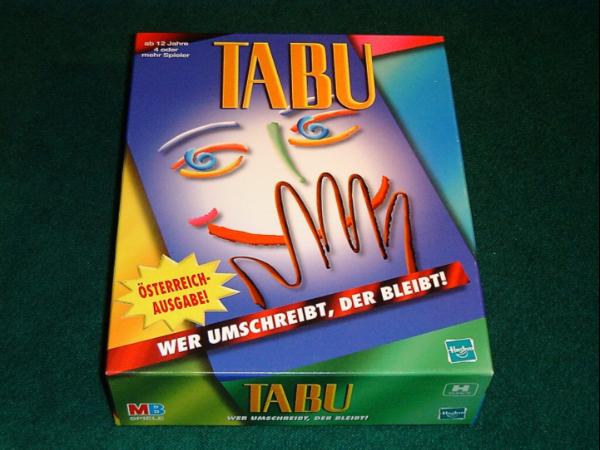 ab 12 Jahre
4 oder
mehr Spieler
TABU
ÖSTERREICH-
AUSGABE!
WER UMSCHREIBT, DER BLEIBT!
Hasbro
MB
SPIELE
TABU
WER UMSCHREIBT, DER BLEIBT!
H
Hasbro